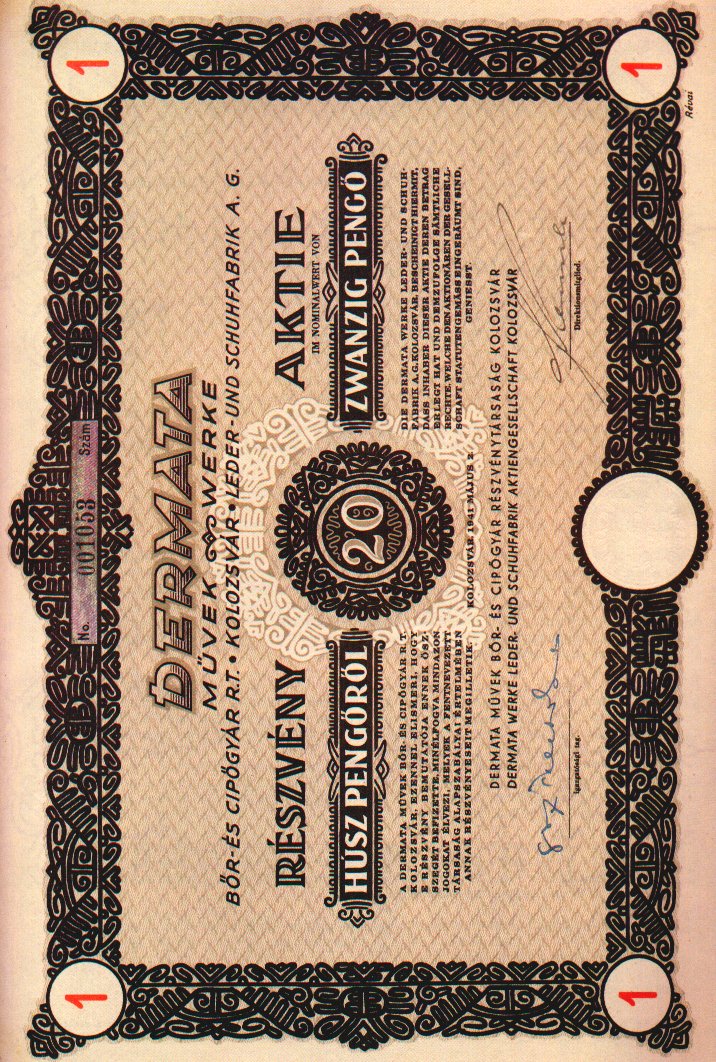 1
1
No. 001053 Szám
DERMATA
MŰVEK WERKE
BŐR- ÉS CIPŐGYÁR R.T. • KOLOZSVÁR • LEDER- UND SCHUHFABRIK A. G.
RÉSZVÉNY
AKTIE
IM NOMINALWERT VON
HÚSZ PENGŐRŐL
20
ZWANZIG PENGŐ
A DERMATA MŰVEK BŐR- ÉS CIPŐGYÁR R.T.
KOLOZSVÁR, EZENNEL ELISMERI, HOGY
E RÉSZVÉNY BEMUTATÓJA ENNEK ÖSZ-
SZEGÉT BEFIZETTE, MINÉLFOGVA MINDAZON
JOGOKAT ÉLVEZI, MELYEK A FENTNEVEZETT
TÁRSASÁG ALAPSZABÁLYAI ÉRTELMÉBEN
ANNAK RÉSZVÉNYESEIT MEGILLETIK.
DIE DERMATA WERKE LEDER- UND SCHUH-
FABRIK A. G. KOLOZSVÁR, BESCHEINIGT HIERMIT,
DASS INHABER DIESER AKTIE DEREN BETRAG
ERLEGT HAT UND DEMZUFOLGE SÄMTLICHE
RECHTE, WELCHE DEN AKTIONÄREN DER GESELL-
SCHAFT STATUTENGEMÄSS EINGERÄUMT SIND,
GENIESST.
KOLOZSVÁR, 1941 MÁJUS 2.
DERMATA MŰVEK BŐR- ÉS CIPŐGYÁR RÉSZVÉNYTÁRSASÁG KOLOZSVÁR
DERMATA WERKE LEDER- UND SCHUHFABRIK AKTIENGESELLSCHAFT KOLOZSVÁR
Igazgatósági tag.
Direktionsmitglied.
1
1
Révai